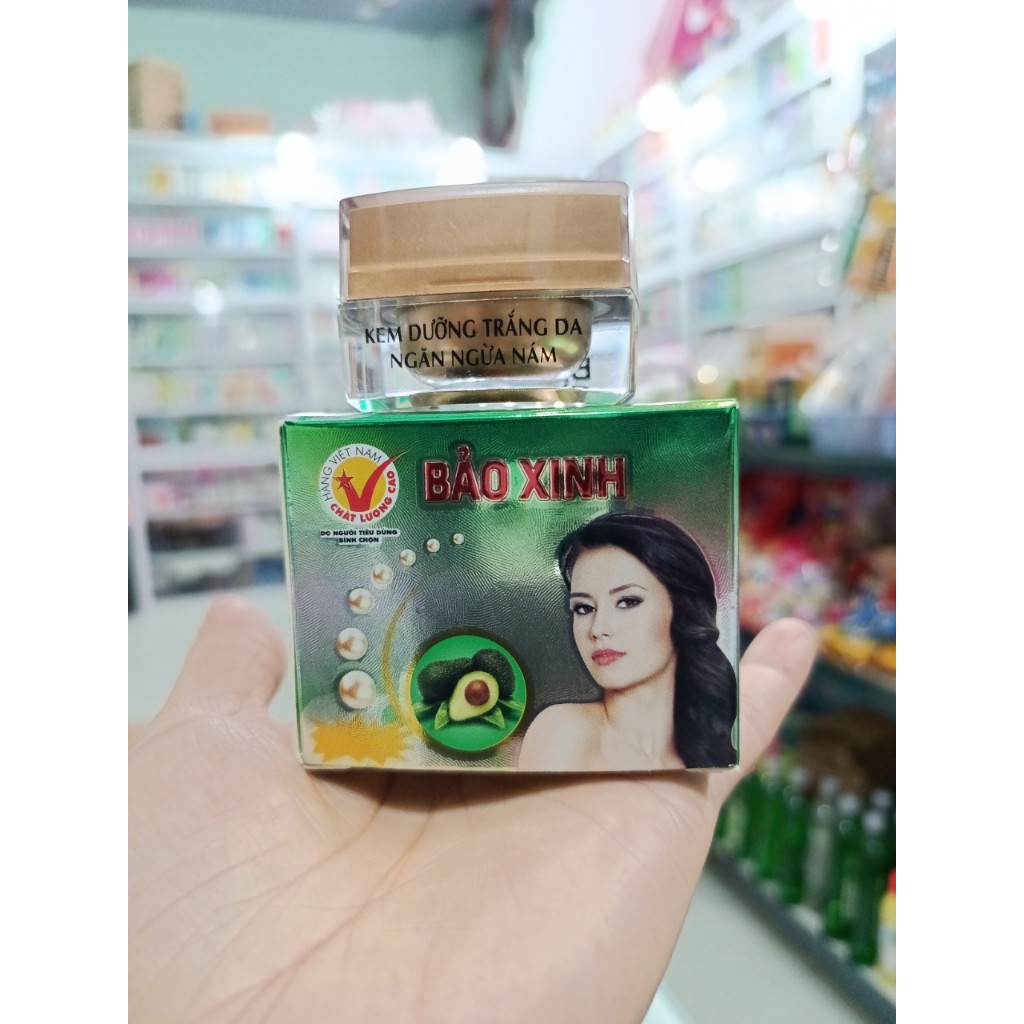 KEM DƯỠNG TRẮNG DA
NGĂN NGỪA NÁM
HÀNG VIỆT NAM
CHẤT LƯỢNG CAO
DO NGƯỜI TIÊU DÙNG
BÌNH CHỌN
BẢO XINH